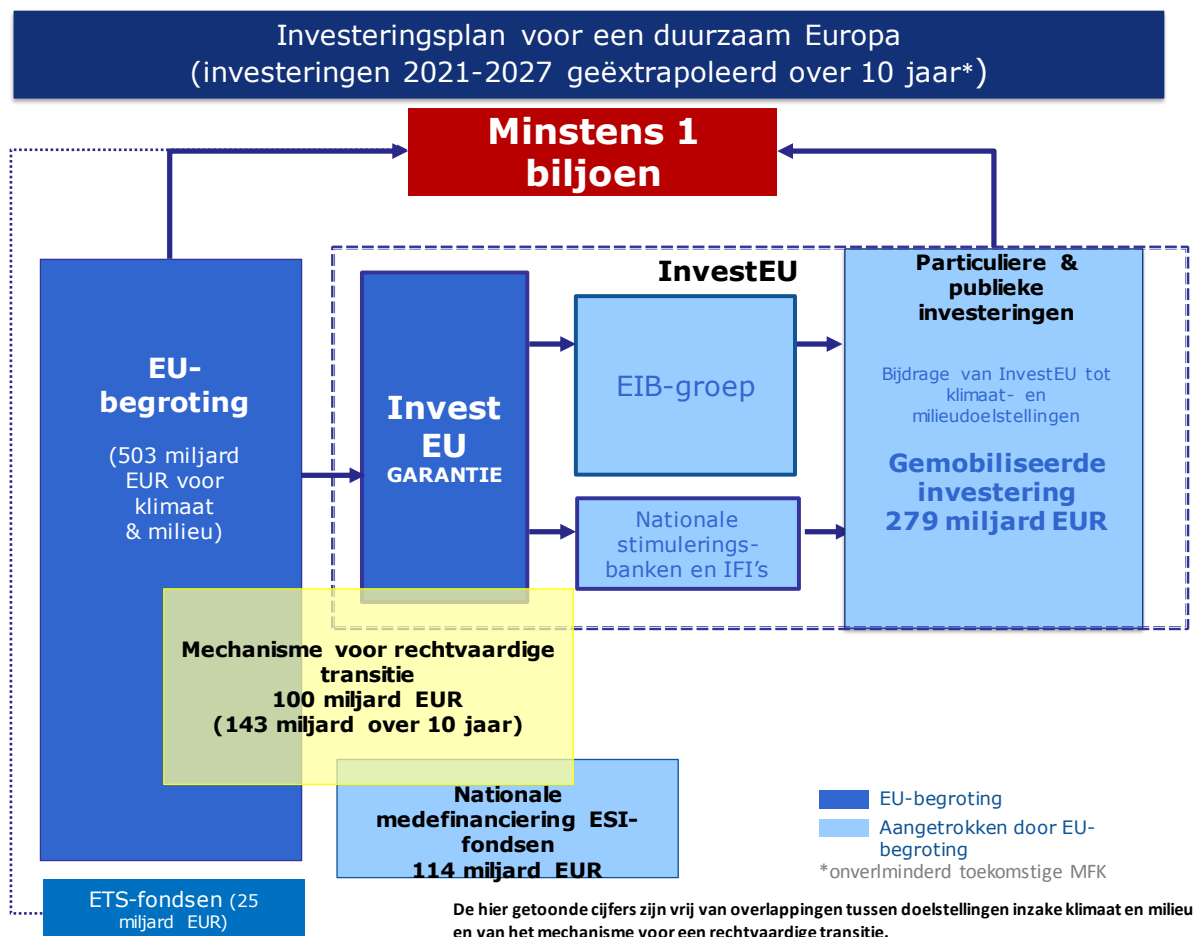 Investeringsplan voor een duurzaam Europa
(investeringen 2021-2027 geëxtrapoleerd over 10 jaar*)
Minstens 1
biljoen
EU-
begroting
(503 miljard
EUR voor
klimaat
& milieu)
Invest
EU
GARANTIE
InvestEU
EIB-groep
Nationale
stimulerings-
banken en IFI's
Particuliere &
publieke
investeringen
Bijdrage van InvestEU tot
klimaat- en
milieudoelstellingen
Gemobiliseerde
investering
279 miljard EUR
Mechanisme voor rechtvaardige
transitie
100 miljard EUR
(143 miljard over 10 jaar)
Nationale
medefinanciering ESI-
fondsen
114 miljard EUR
EU-begroting
Aangetrokken door EU-
begroting
*onverlminderd toekomstige MFK
ETS-fondsen (25
miljard EUR)
De hier getoonde cijfers zijn vrij van overlappingen tussen doelstellingen inzake klimaat en milieu
en van het mechanisme voor een rechtvaardige transitie.